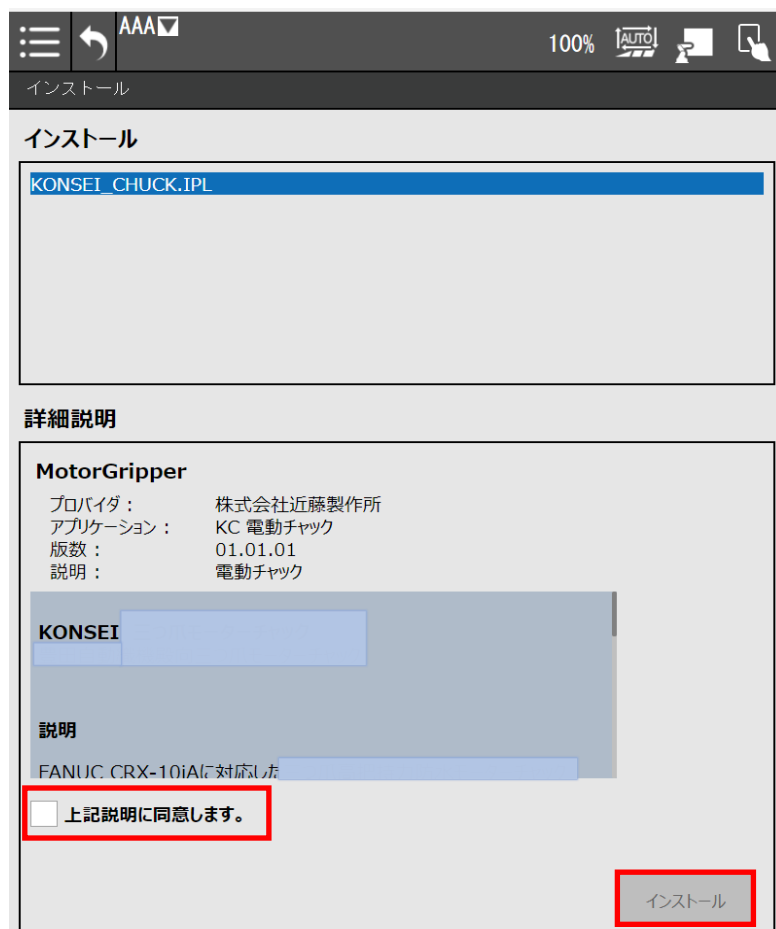 AAA
100%
AUTO
インストール
インストール
KONSEI_CHUCK.IPL
詳細説明
MotorGripper
プロバイダ： 株式会社近藤製作所
アプリケーション： KC 電動チャック
版数： 01.01.01
説明： 電動チャック
KONSEI
説明
FANUC CRX-10iAに対応した
上記説明に同意します。
インストール